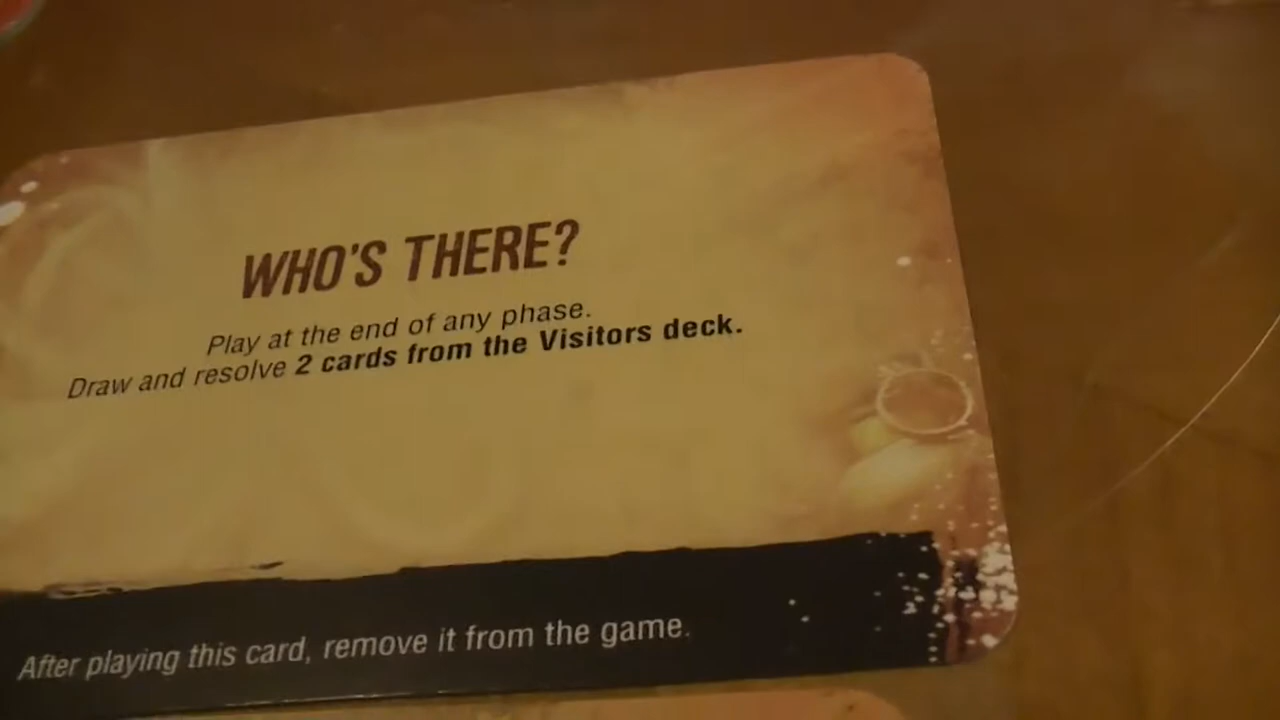 WHO'S THERE?
Play at the end of any phase.
Draw and resolve 2 cards from the Visitors deck.
After playing this card, remove it from the game.